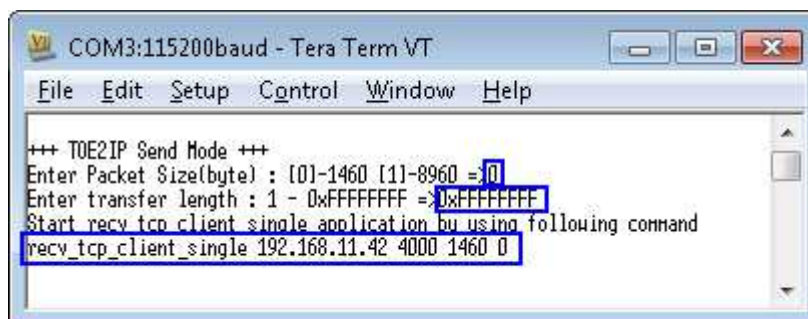 COM3:115200baud - Tera Term VT
File Edit Setup Control Window Help
+++ TOE2IP Send Mode +++
Enter Packet Size(byte) : [0]-1460 [1]-8960 =>0
Enter transfer length : 1 - 0xFFFFFFFF =>0xFFFFFFFF
Start recv tcp client single application by using following command
recv_tcp_client_single 192.168.11.42 4000 1460 0